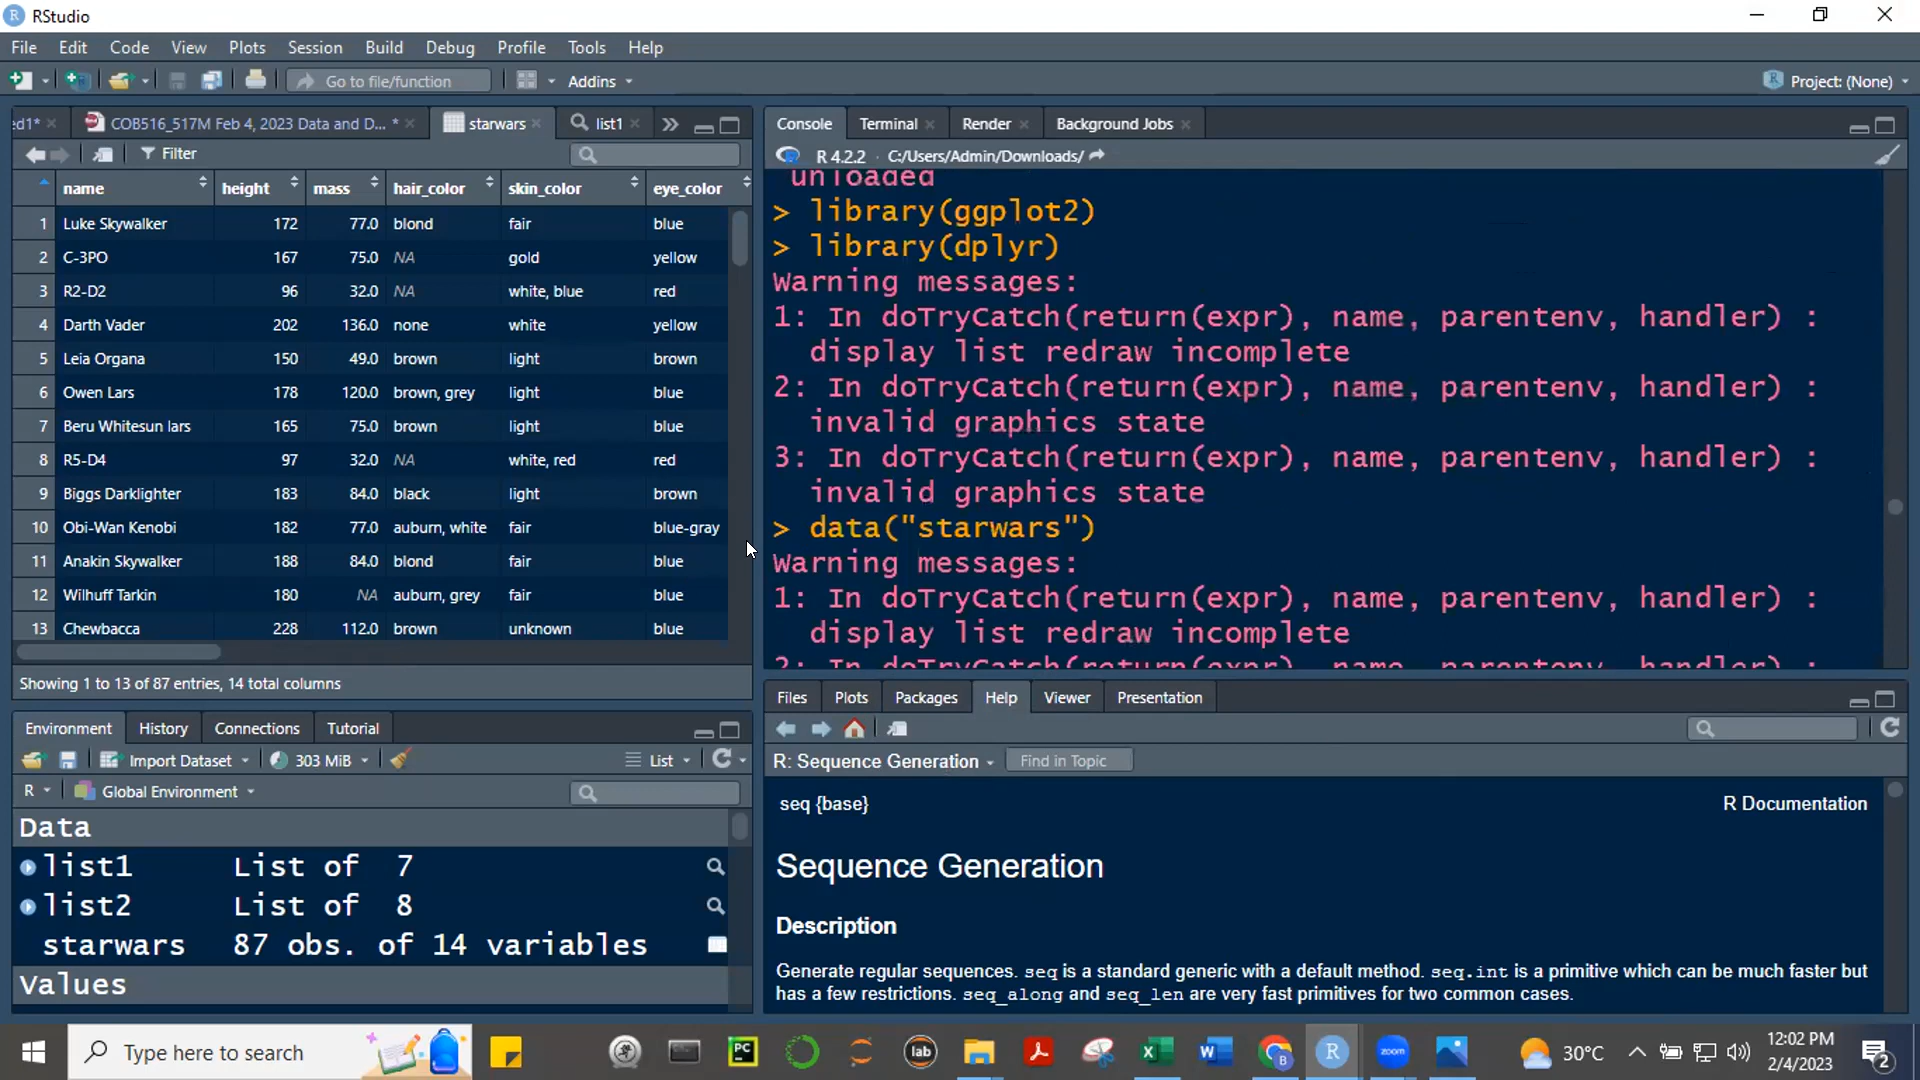 RStudio
File Edit Code View Plots Session Build Debug Profile Tools Help
Go to file/function Addins Project: (None)
ed1* COB516_517M Feb 4, 2023 Data and D... * starwars list1
Filter
name height mass hair_color skin_color eye_color
1 Luke Skywalker 172 77.0 blond fair blue
2 C-3PO 167 75.0 NA gold yellow
3 R2-D2 96 32.0 NA white, blue red
4 Darth Vader 202 136.0 none white yellow
5 Leia Organa 150 49.0 brown light brown
6 Owen Lars 178 120.0 brown, grey light blue
7 Beru Whitesun lars 165 75.0 brown light blue
8 R5-D4 97 32.0 NA white, red red
9 Biggs Darklighter 183 84.0 black light brown
10 Obi-Wan Kenobi 182 77.0 auburn, white fair blue-gray
11 Anakin Skywalker 188 84.0 blond fair blue
12 Wilhuff Tarkin 180 NA auburn, grey fair blue
13 Chewbacca 228 112.0 brown unknown blue
Showing 1 to 13 of 87 entries, 14 total columns
Environment History Connections Tutorial
Import Dataset 303 MiB List
R Global Environment
Data
list1 List of 7
list2 List of 8
starwars 87 obs. of 14 variables
Values
Console Terminal Render Background Jobs
R 4.2.2 · C:/Users/Admin/Downloads/
unloaded
> library(ggplot2)
> library(dplyr)
Warning messages:
1: In doTryCatch(return(expr), name, parentenv, handler) :
display list redraw incomplete
2: In doTryCatch(return(expr), name, parentenv, handler) :
invalid graphics state
3: In doTryCatch(return(expr), name, parentenv, handler) :
invalid graphics state
> data("starwars")
Warning messages:
1: In doTryCatch(return(expr), name, parentenv, handler) :
display list redraw incomplete
2: In doTryCatch(return(expr), name, parentenv, handler) :
Files Plots Packages Help Viewer Presentation
R: Sequence Generation Find in Topic
seq {base} R Documentation
Sequence Generation
Description
Generate regular sequences. seq is a standard generic with a default method. seq.int is a primitive which can be much faster but
has a few restrictions. seq_along and seq_len are very fast primitives for two common cases.
Type here to search PC lab zoom R 30°C 12:02 PM
2/4/2023
2